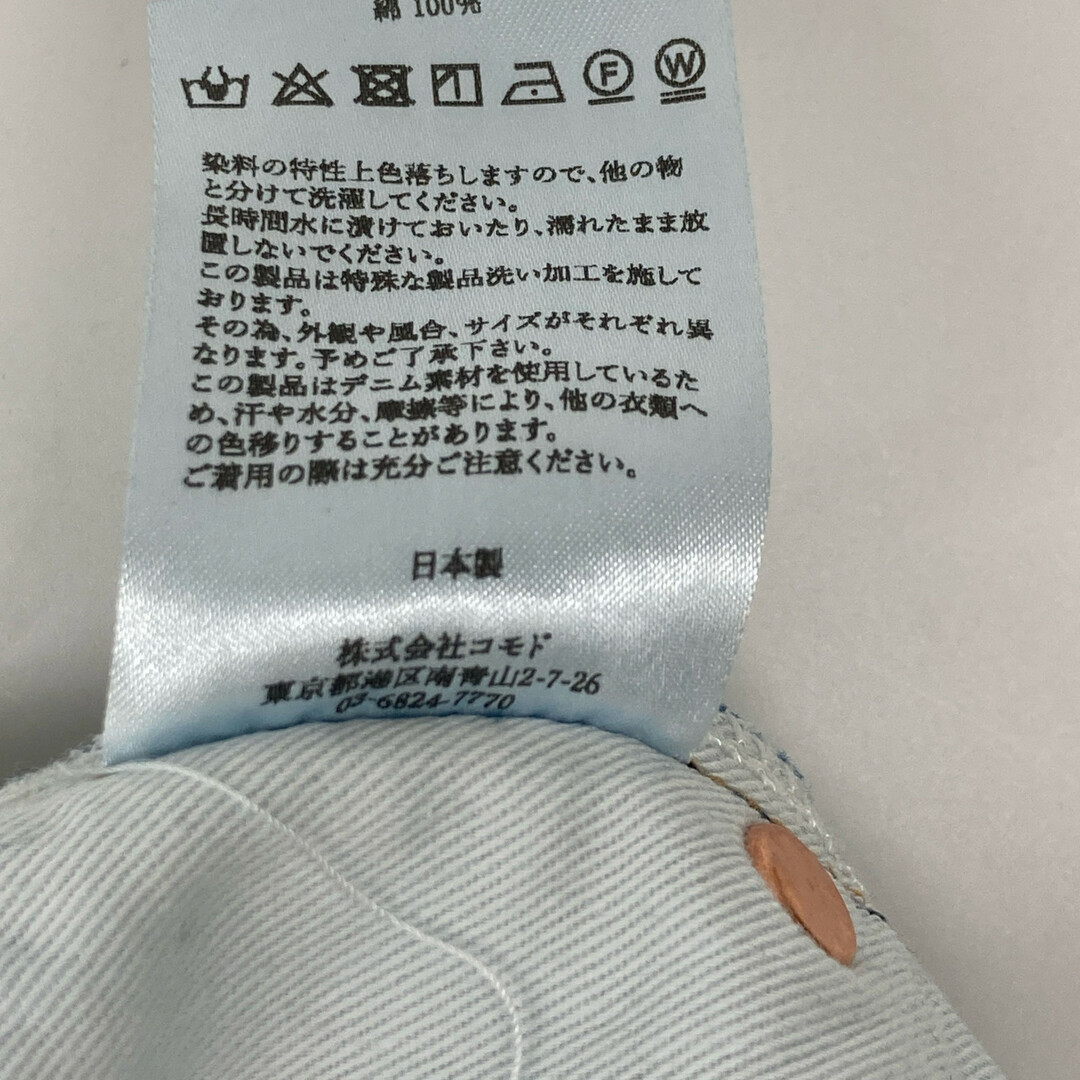 綿 100%
F W
染料の特性上色落ちしますので、他の物
と分けて洗濯してください。
長時間水に漬けておいたり、濡れたまま放
置しないでください。
この製品は特殊な製品洗い加工を施して
おります。
その為、外観や風合、サイズがそれぞれ異
なります。予めご了承下さい。
この製品はデニム素材を使用しているた
め、汗や水分、摩擦等により、他の衣類へ
の色移りすることがあります。
ご着用の際は充分ご注意ください。
日本製
株式会社コモド
東京都港区南青山2-7-26
03-6824-7770